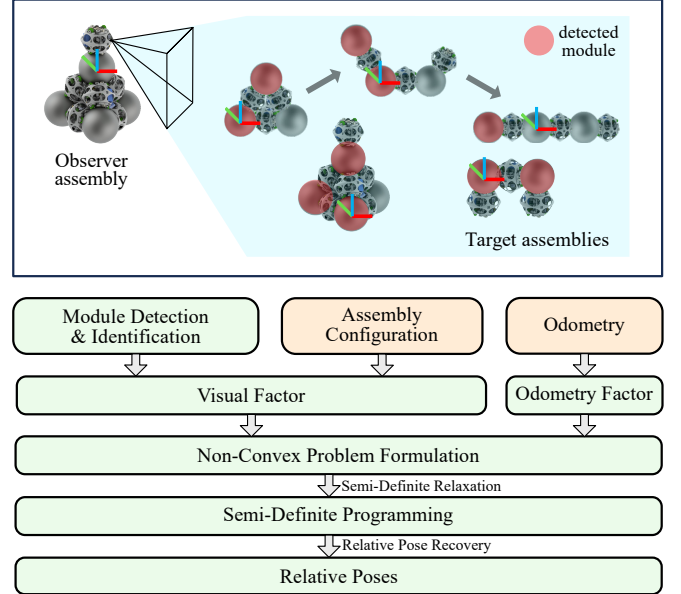 detected
module
Observer
assembly
Target assemblies
Module Detection
& Identification
Assembly
Configuration
Odometry
Visual Factor
Odometry Factor
Non-Convex Problem Formulation
Semi-Definite Relaxation
Semi-Definite Programming
Relative Pose Recovery
Relative Poses